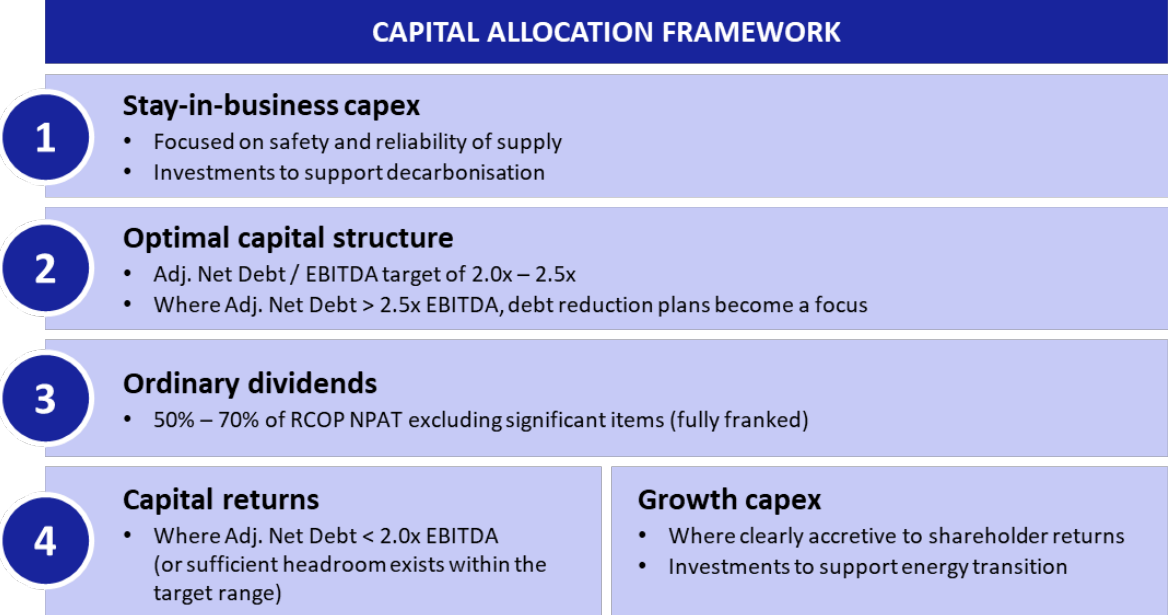 CAPITAL ALLOCATION FRAMEWORK
1
Stay-in-business capex
• Focused on safety and reliability of supply
• Investments to support decarbonisation
2
Optimal capital structure
• Adj. Net Debt / EBITDA target of 2.0x – 2.5x
• Where Adj. Net Debt > 2.5x EBITDA, debt reduction plans become a focus
3
Ordinary dividends
• 50% – 70% of RCOP NPAT excluding significant items (fully franked)
4
Capital returns
• Where Adj. Net Debt < 2.0x EBITDA
(or sufficient headroom exists within the
target range)
Growth capex
• Where clearly accretive to shareholder returns
• Investments to support energy transition